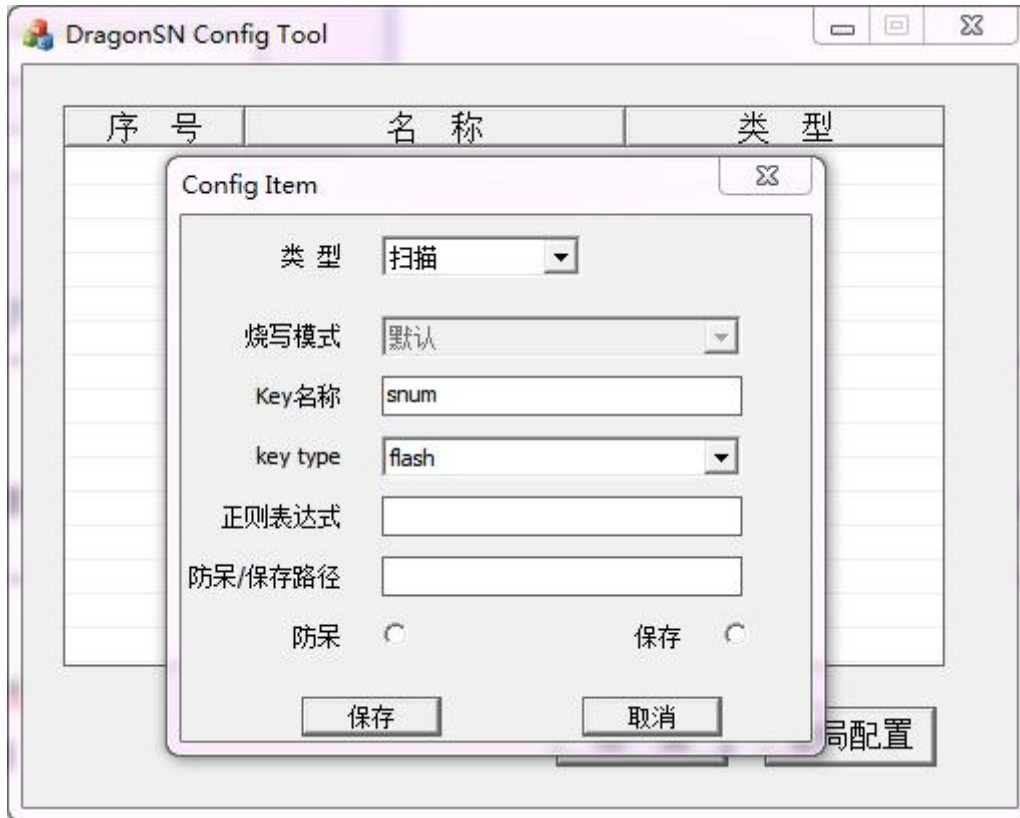 DragonSN Config Tool
序 号 名 称 类 型
Config Item
类 型 扫描
烧写模式 默认
Key名称 snum
key type flash
正则表达式
防呆/保存路径
防呆 保存
保存 取消
局配置